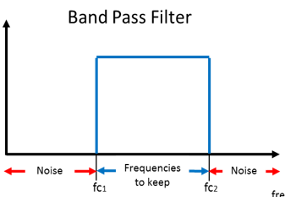 Band Pass Filter
Noise
Frequencies
to keep
Noise
fc1
fc2
fre